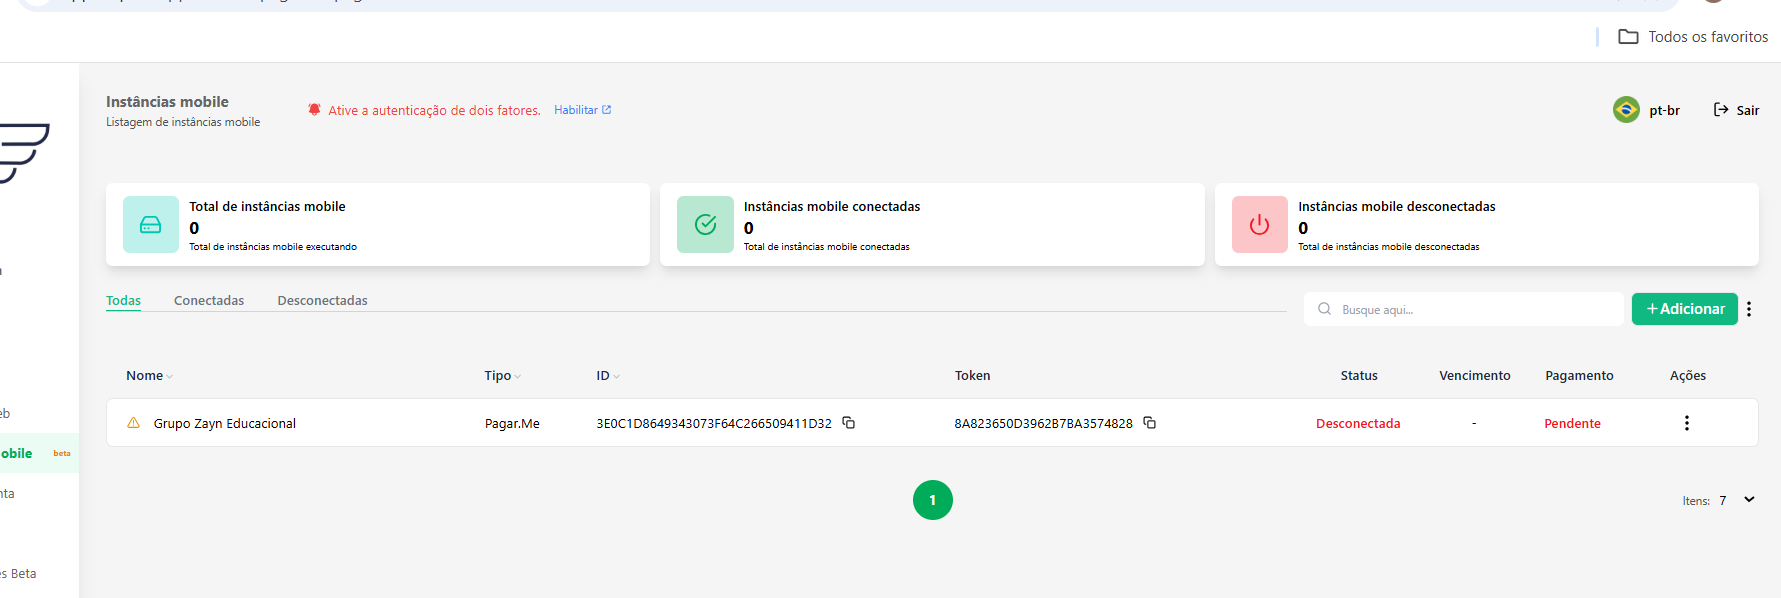 Todos os favoritos
Instâncias mobile
Listagem de instâncias mobile
Ative a autenticação de dois fatores. Habilitar
pt-br
Sair
Total de instâncias mobile
0
Total de instâncias mobile executando
Instâncias mobile conectadas
0
Total de instâncias mobile conectadas
Instâncias mobile desconectadas
0
Total de instâncias mobile desconectadas
Todas Conectadas Desconectadas
Busque aqui...
+Adicionar
Nome Tipo ID Token Status Vencimento Pagamento Ações
Grupo Zayn Educacional Pagar.Me 3E0C1D8649343073F64C266509411D32 8A823650D3962B7BA3574828 Desconectada - Pendente
eb
obile beta
nta
es Beta
1
Itens: 7